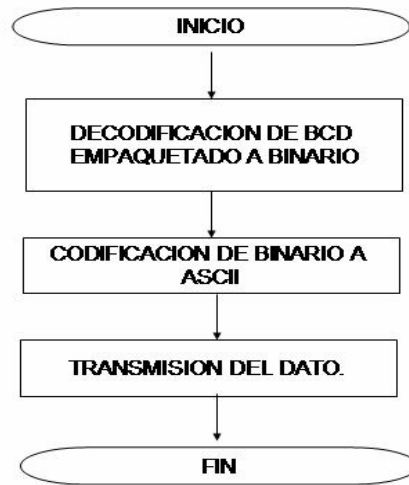 INICIO
DECODIFICACION DE BCD
EMPAQUETADO A BINARIO
CODIFICACION DE BINARIO A
ASCII
TRANSMISION DEL DATO.
FIN